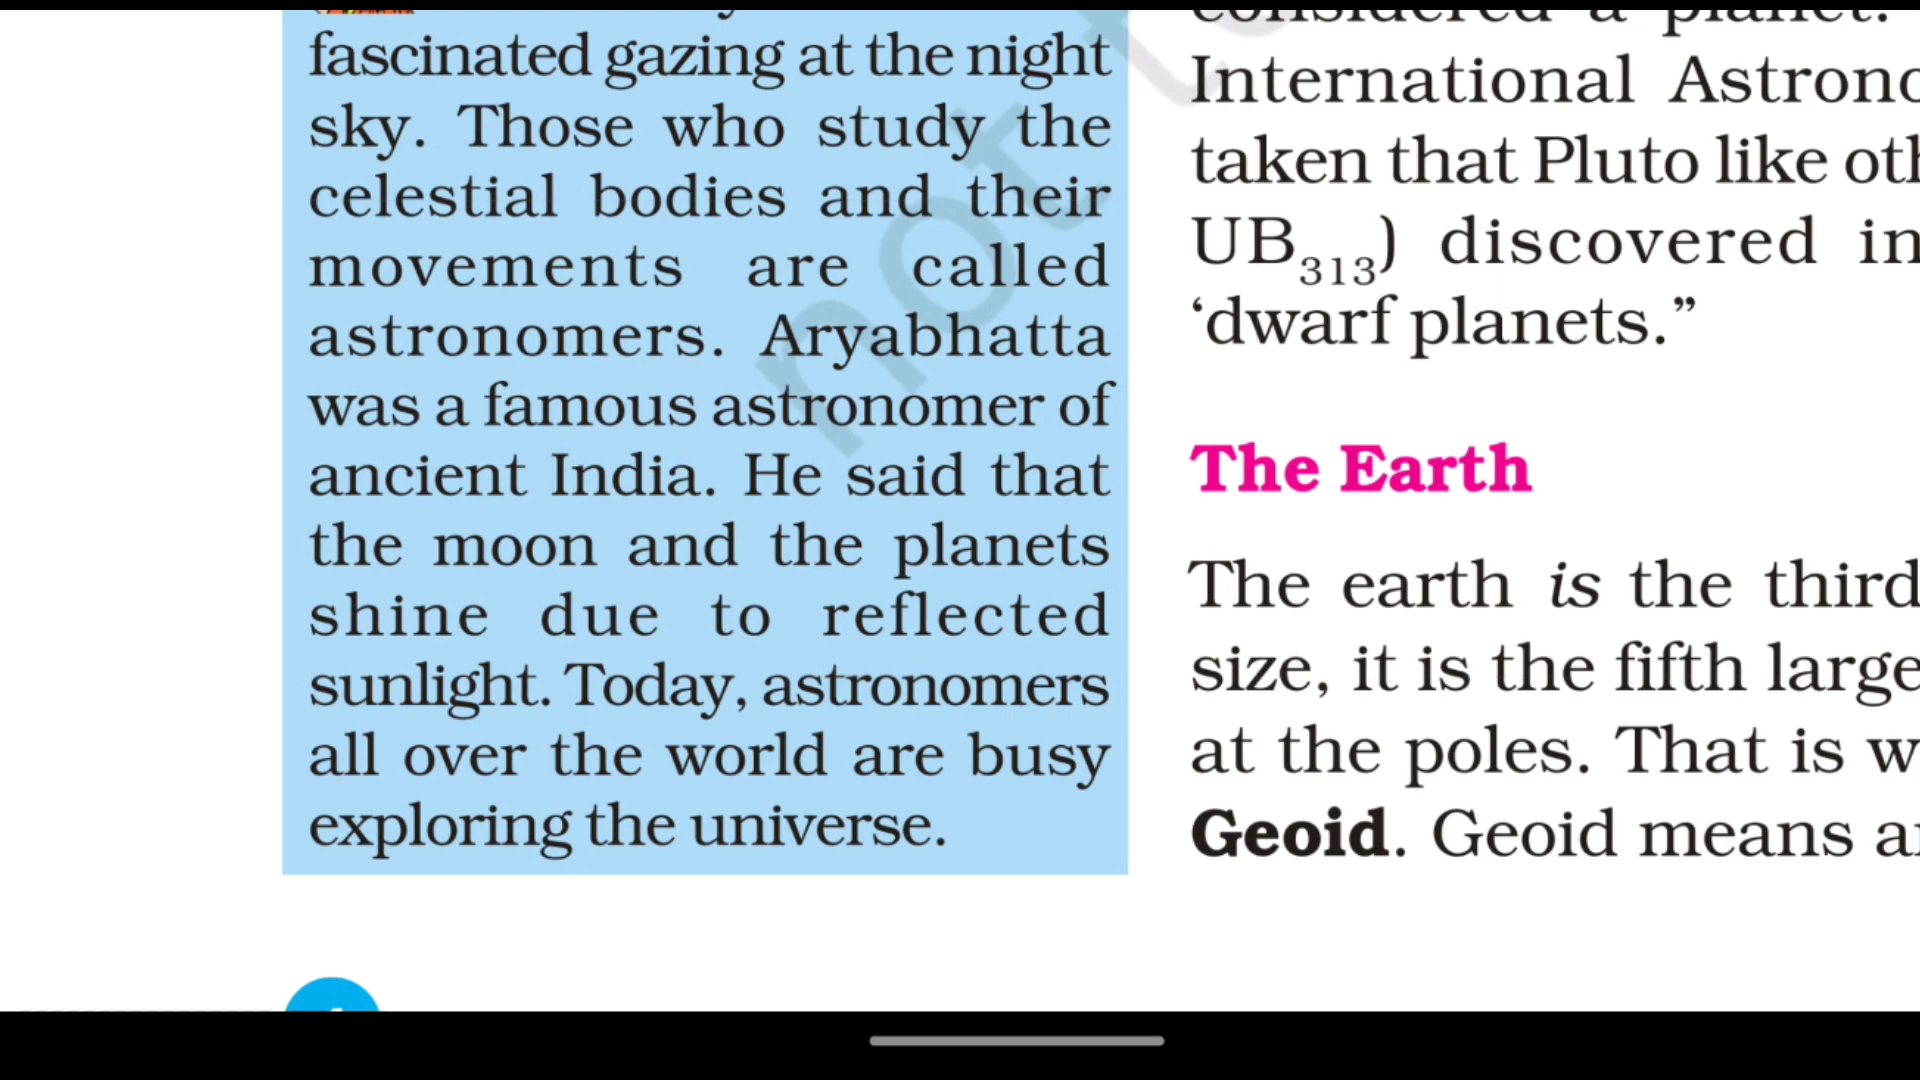 fascinated gazing at the night
sky. Those who study the
celestial bodies and their
movements are called
astronomers. Aryabhatta
was a famous astronomer of
ancient India. He said that
the moon and the planets
shine due to reflected
sunlight. Today, astronomers
all over the world are busy
exploring the universe.
considered a planet.
International
taken that Pluto like
UB313) discovered in
‘dwarf planets.”
The Earth
The earth is the third
size, it is the fifth
at the poles. That is
Geoid. Geoid means
not